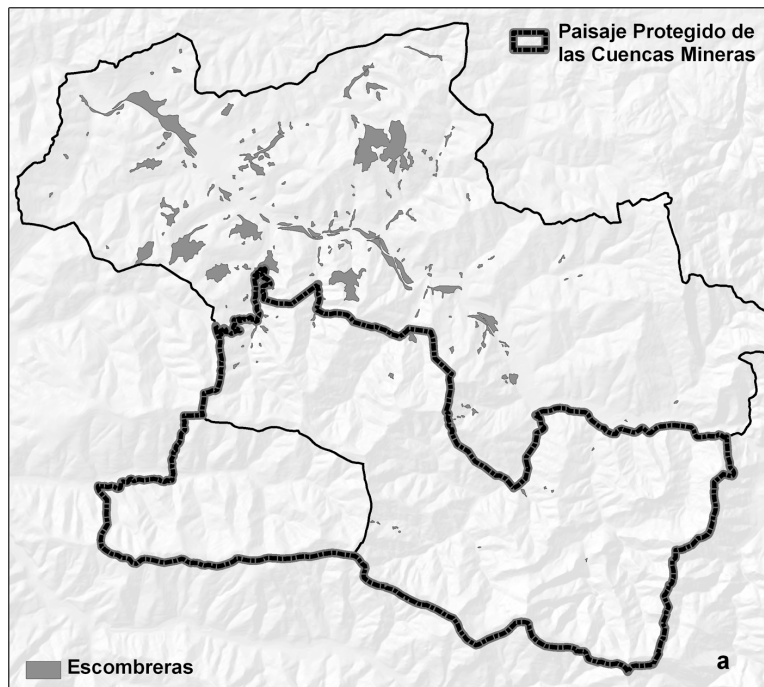 Paisaje Protegido de
las Cuencas Mineras
Escombreras
a